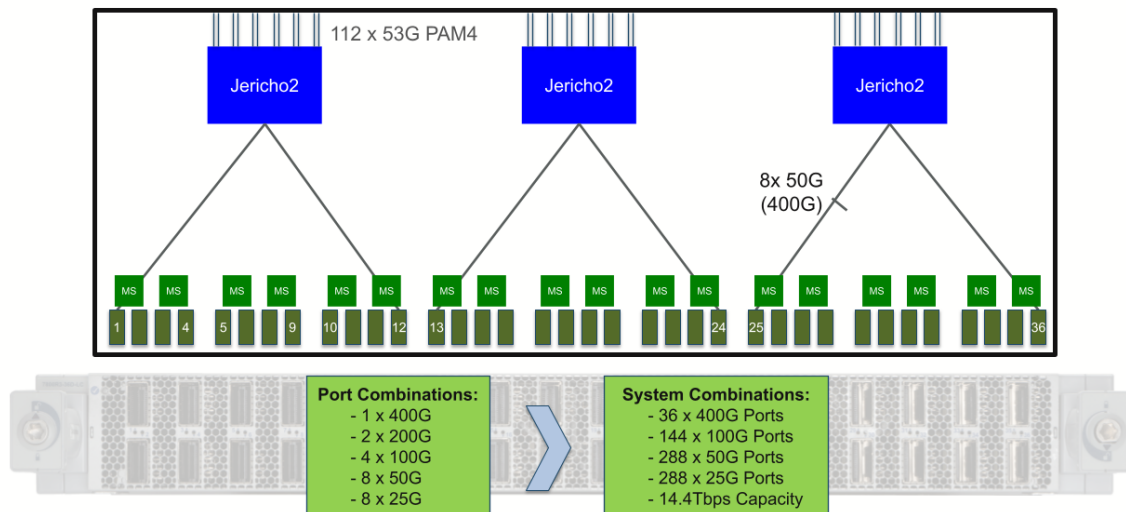 112 x 53G PAM4
Jericho2
Jericho2
Jericho2
8x 50G
(400G)
MS MS MS MS MS MS MS MS MS MS MS MS MS MS MS MS MS MS
1 4 5 9 10 12 13 24 25 36
Port Combinations:
- 1 x 400G
- 2 x 200G
- 4 x 100G
- 8 x 50G
- 8 x 25G
System Combinations:
- 36 x 400G Ports
- 144 x 100G Ports
- 288 x 50G Ports
- 288 x 25G Ports
- 14.4Tbps Capacity